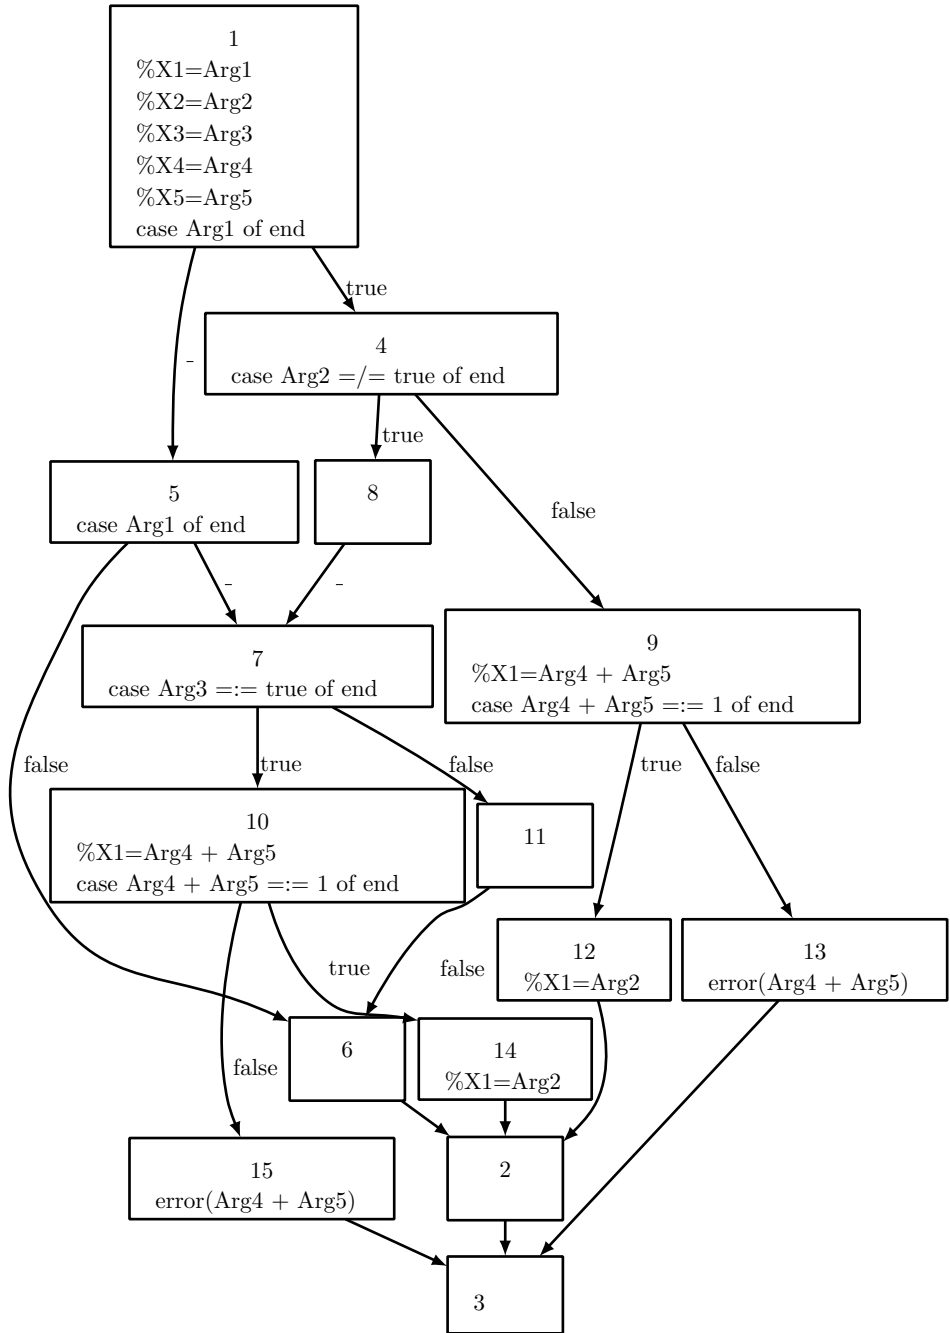 1
%X1=Arg1
%X2=Arg2
%X3=Arg3
%X4=Arg4
%X5=Arg5
case Arg1 of end
true
_
4
case Arg2 =/= true of end
true
false
5
case Arg1 of end
8
_
_
7
case Arg3 =:= true of end
9
%X1=Arg4 + Arg5
case Arg4 + Arg5 =:= 1 of end
false
true
false
true
false
10
%X1=Arg4 + Arg5
case Arg4 + Arg5 =:= 1 of end
11
true
false
12
%X1=Arg2
13
error(Arg4 + Arg5)
6
14
%X1=Arg2
false
15
error(Arg4 + Arg5)
2
3